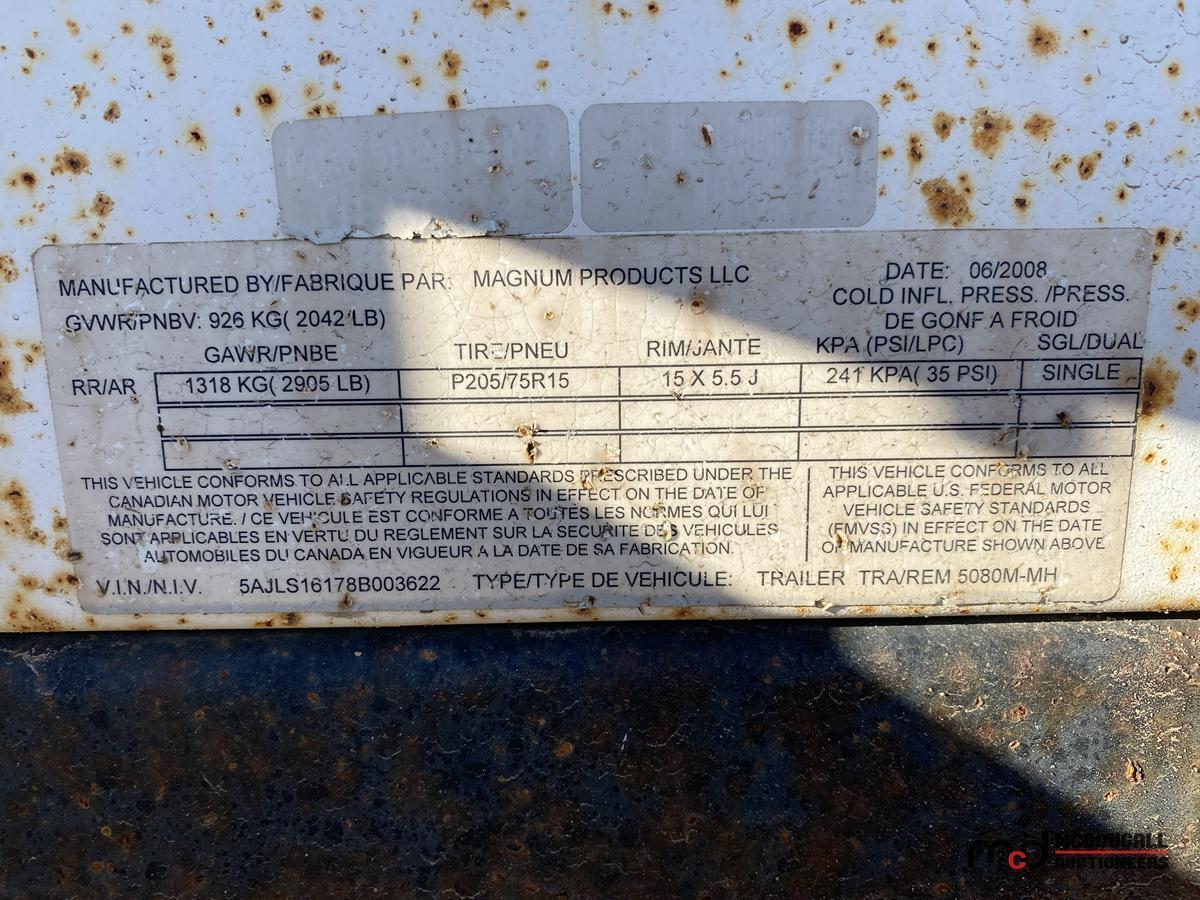 MANUFACTURED BY/FABRIQUE PAR: MAGNUM PRODUCTS LLC DATE: 06/2008
GVWR/PNBV: 926 KG( 2042 LB) COLD INFL. PRESS. /PRESS.
DE GONF A FROID
GAWR/PNBE TIRE/PNEU RIM/JANTE KPA (PSI/LPC) SGL/DUAL
RR/AR 1318 KG( 2905 LB) P205/75R15 15 X 5.5 J 241 KPA( 35 PSI) SINGLE
THIS VEHICLE CONFORMS TO ALL APPLICABLE STANDARDS PRESCRIBED UNDER THE
CANADIAN MOTOR VEHICLE SAFETY REGULATIONS IN EFFECT ON THE DATE OF
MANUFACTURE. / CE VEHICULE EST CONFORME A TOUTES LES NORMES QUI LUI
SONT APPLICABLES EN VERTU DU REGLEMENT SUR LA SECURITE DES VEHICULES
AUTOMOBILES DU CANADA EN VIGUEUR A LA DATE DE SA FABRICATION.
THIS VEHICLE CONFORMS TO ALL
APPLICABLE U.S. FEDERAL MOTOR
VEHICLE SAFETY STANDARDS
(FMVSS) IN EFFECT ON THE DATE
OF MANUFACTURE SHOWN ABOVE
V.I.N./N.I.V. 5AJLS16178B003622 TYPE/TYPE DE VEHICULE: TRAILER TRA/REM 5080M-MH
mcd MCDOUGALL
AUCTIONEERS